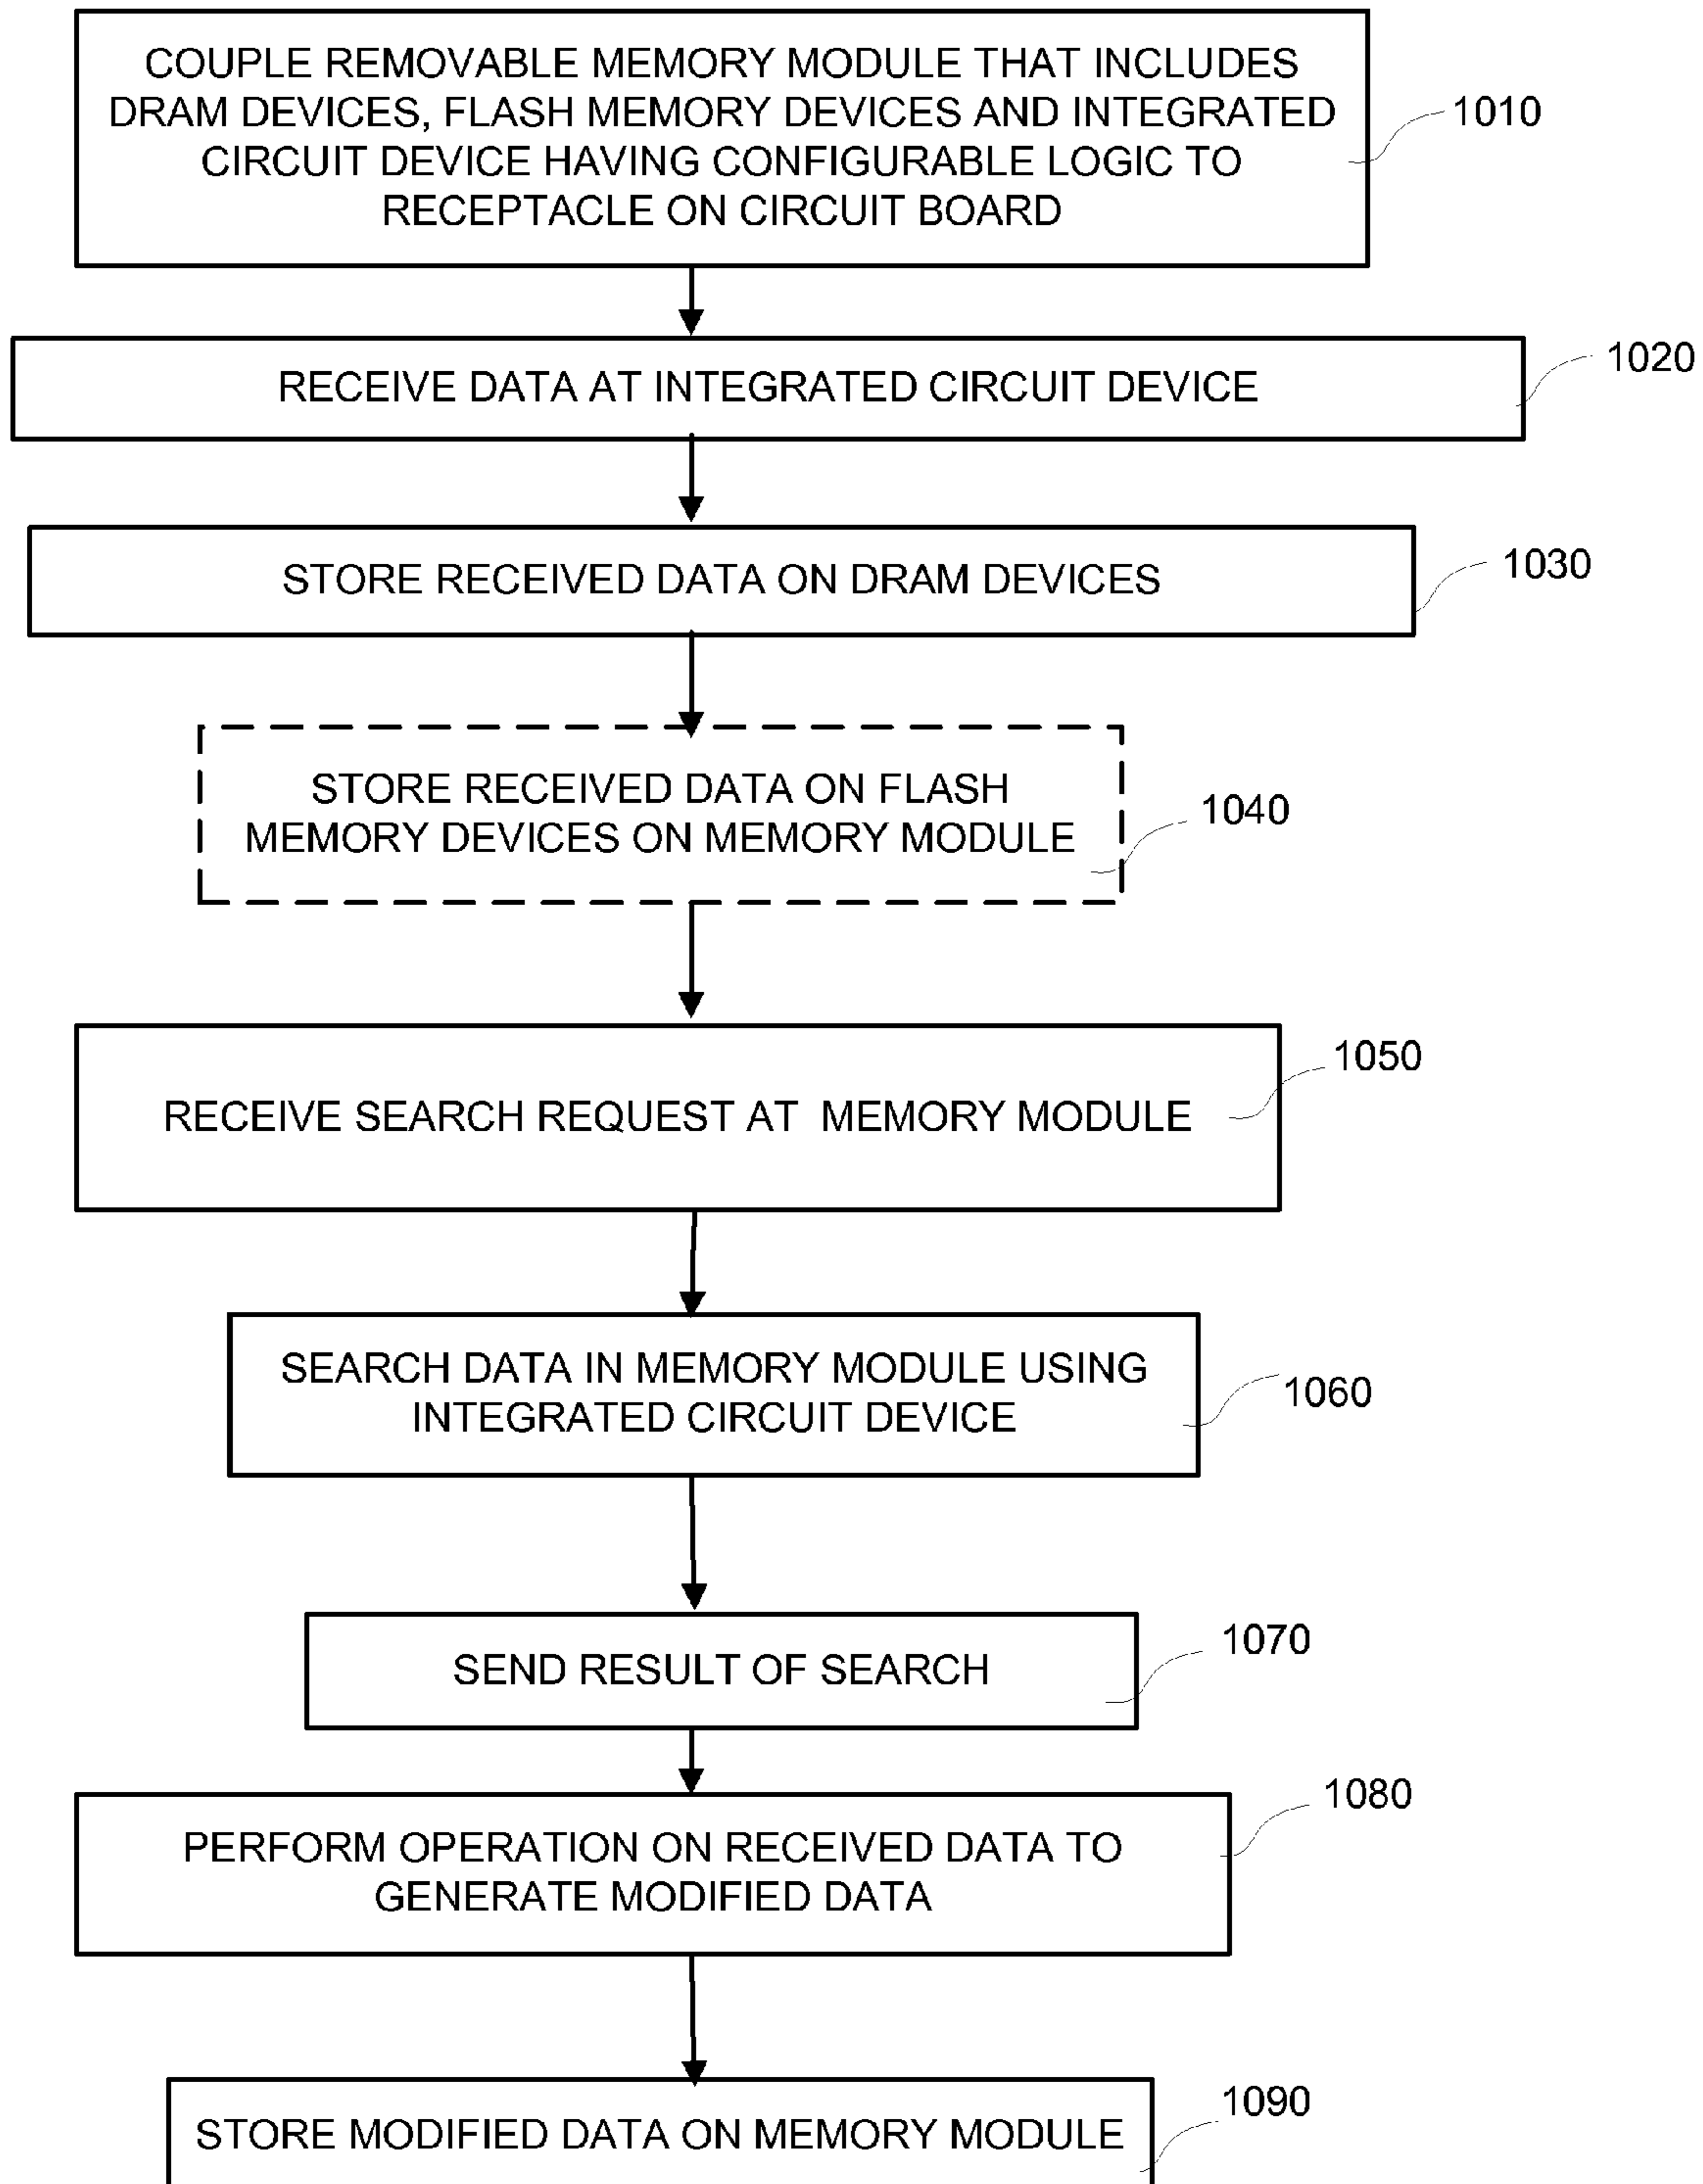 COUPLE REMOVABLE MEMORY MODULE THAT INCLUDES
DRAM DEVICES, FLASH MEMORY DEVICES AND INTEGRATED
CIRCUIT DEVICE HAVING CONFIGURABLE LOGIC TO
RECEPTACLE ON CIRCUIT BOARD
1010
RECEIVE DATA AT INTEGRATED CIRCUIT DEVICE
1020
STORE RECEIVED DATA ON DRAM DEVICES
1030
STORE RECEIVED DATA ON FLASH
MEMORY DEVICES ON MEMORY MODULE
1040
RECEIVE SEARCH REQUEST AT MEMORY MODULE
1050
SEARCH DATA IN MEMORY MODULE USING
INTEGRATED CIRCUIT DEVICE
1060
SEND RESULT OF SEARCH
1070
PERFORM OPERATION ON RECEIVED DATA TO
GENERATE MODIFIED DATA
1080
STORE MODIFIED DATA ON MEMORY MODULE
1090